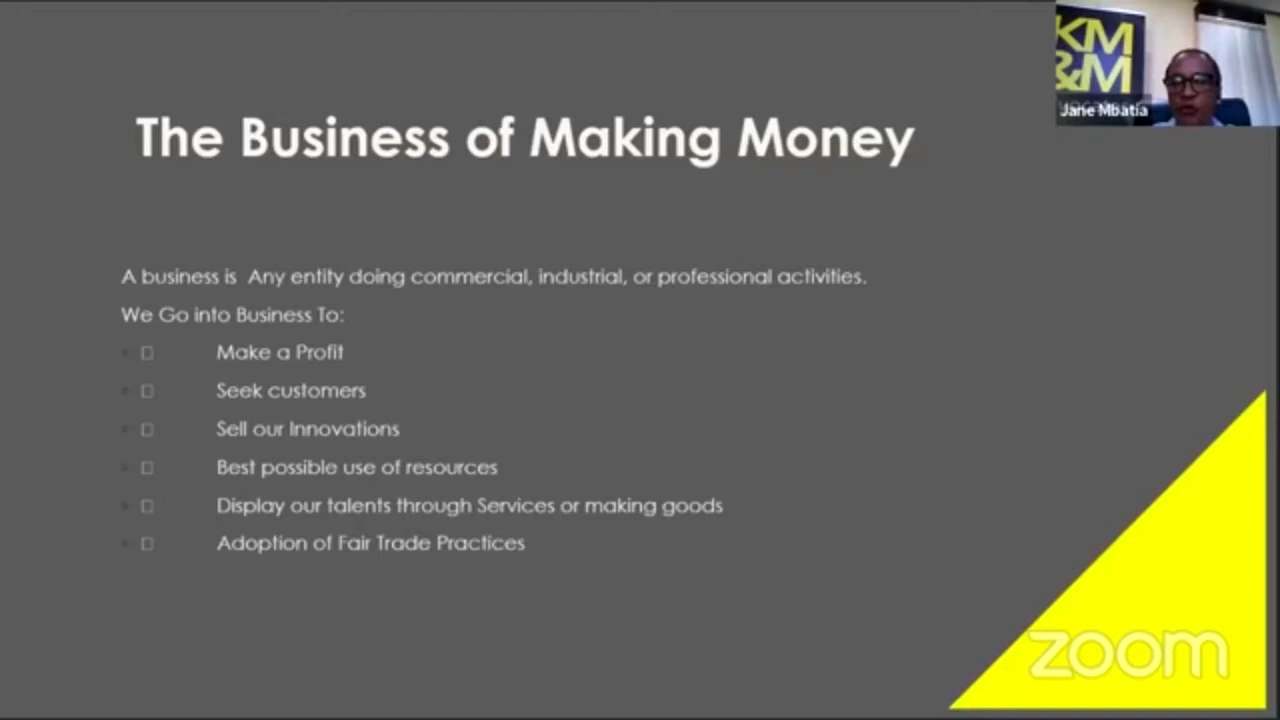 KM
&M
Jane Mbatia
The Business of Making Money
A business is Any entity doing commercial, industrial, or professional activities.
We Go into Business To:
Make a Profit
Seek customers
Sell our Innovations
Best possible use of resources
Display our talents through Services or making goods
Adoption of Fair Trade Practices
zoom